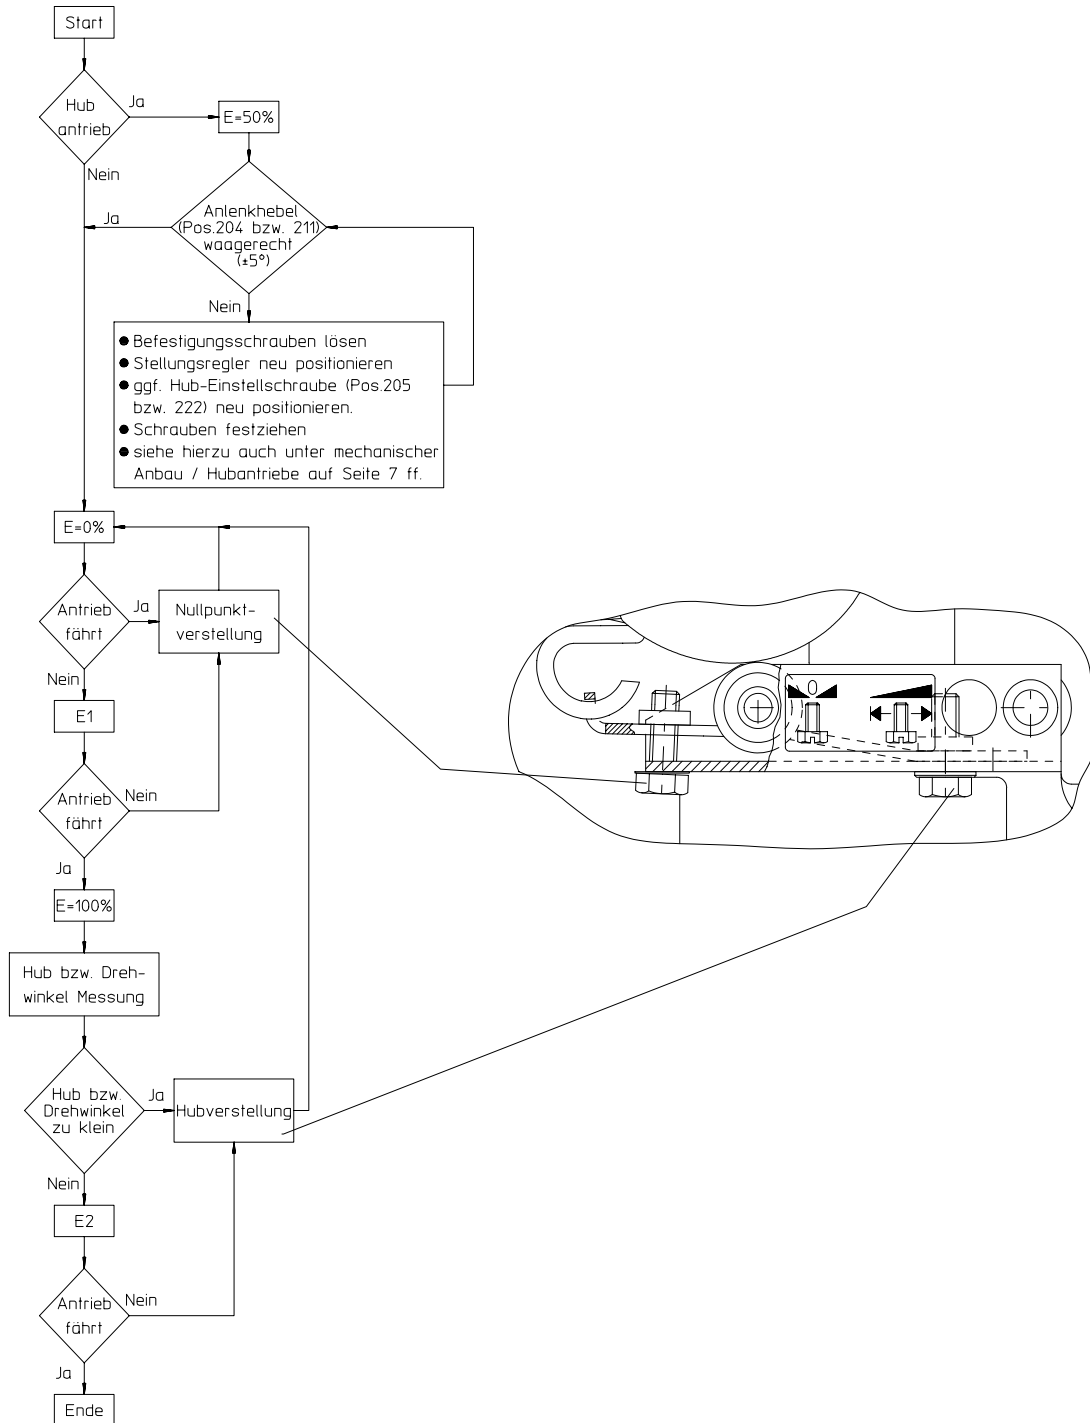 Start
Hub
antrieb
Ja
E=50%
Nein
Anlenkhebel
(Pos.204 bzw. 211)
waagerecht
(±5°)
Ja
Nein
● Befestigungsschrauben lösen
● Stellungsregler neu positionieren
● ggf. Hub-Einstellschraube (Pos.205
bzw. 222) neu positionieren.
● Schrauben festziehen
● siehe hierzu auch unter mechanischer
Anbau / Hubantriebe auf Seite 7 ff.
E=0%
Antrieb
fährt
Ja
Nullpunkt-
verstellung
Nein
E1
Antrieb
fährt
Nein
Ja
E=100%
Hub bzw. Dreh-
winkel Messung
Hub bzw.
Drehwinkel
zu klein
Ja
Hubverstellung
Nein
E2
Antrieb
fährt
Nein
Ja
Ende
0